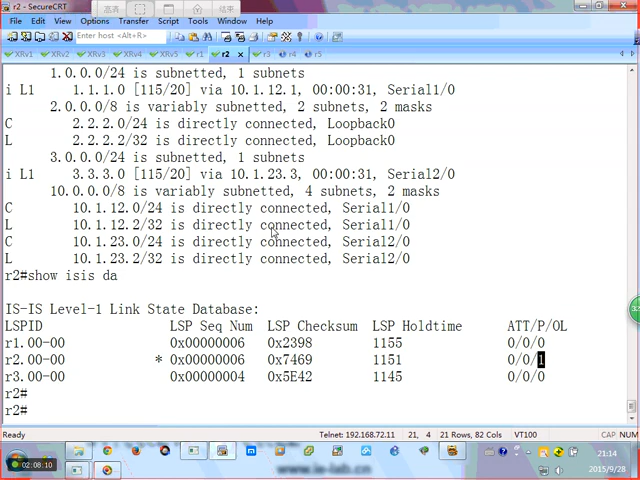 r2 - SecureCRT
高清
结束
File Edit View Options Transfer Script Tools Window Help
Enter host <Alt+R>
XRv1 XRv2 XRv3 XRv4 XRv5 r1 r2 × r3 r4 r5
1.0.0.0/24 is subnetted, 1 subnets
i L1 1.1.1.0 [115/20] via 10.1.12.1, 00:00:31, Serial1/0
2.0.0.0/8 is variably subnetted, 2 subnets, 2 masks
C 2.2.2.0/24 is directly connected, Loopback0
L 2.2.2.2/32 is directly connected, Loopback0
3.0.0.0/24 is subnetted, 1 subnets
i L1 3.3.3.0 [115/20] via 10.1.23.3, 00:00:31, Serial2/0
10.0.0.0/8 is variably subnetted, 4 subnets, 2 masks
C 10.1.12.0/24 is directly connected, Serial1/0
L 10.1.12.2/32 is directly connected, Serial1/0
C 10.1.23.0/24 is directly connected, Serial2/0
L 10.1.23.2/32 is directly connected, Serial2/0
r2#show isis da
IS-IS Level-1 Link State Database:
LSPID LSP Seq Num LSP Checksum LSP Holdtime ATT/P/OL
r1.00-00 0x00000006 0x2398 1155 0/0/0
r2.00-00 * 0x00000006 0x7469 1151 0/0/1
r3.00-00 0x00000004 0x5E42 1145 0/0/0
r2#
r2#
Ready Telnet: 192.168.72.11 21, 4 21 Rows, 82 Cols VT100 CAP NUM
02:08:10
21:14
2015/9/28
www.ie-lab.cn